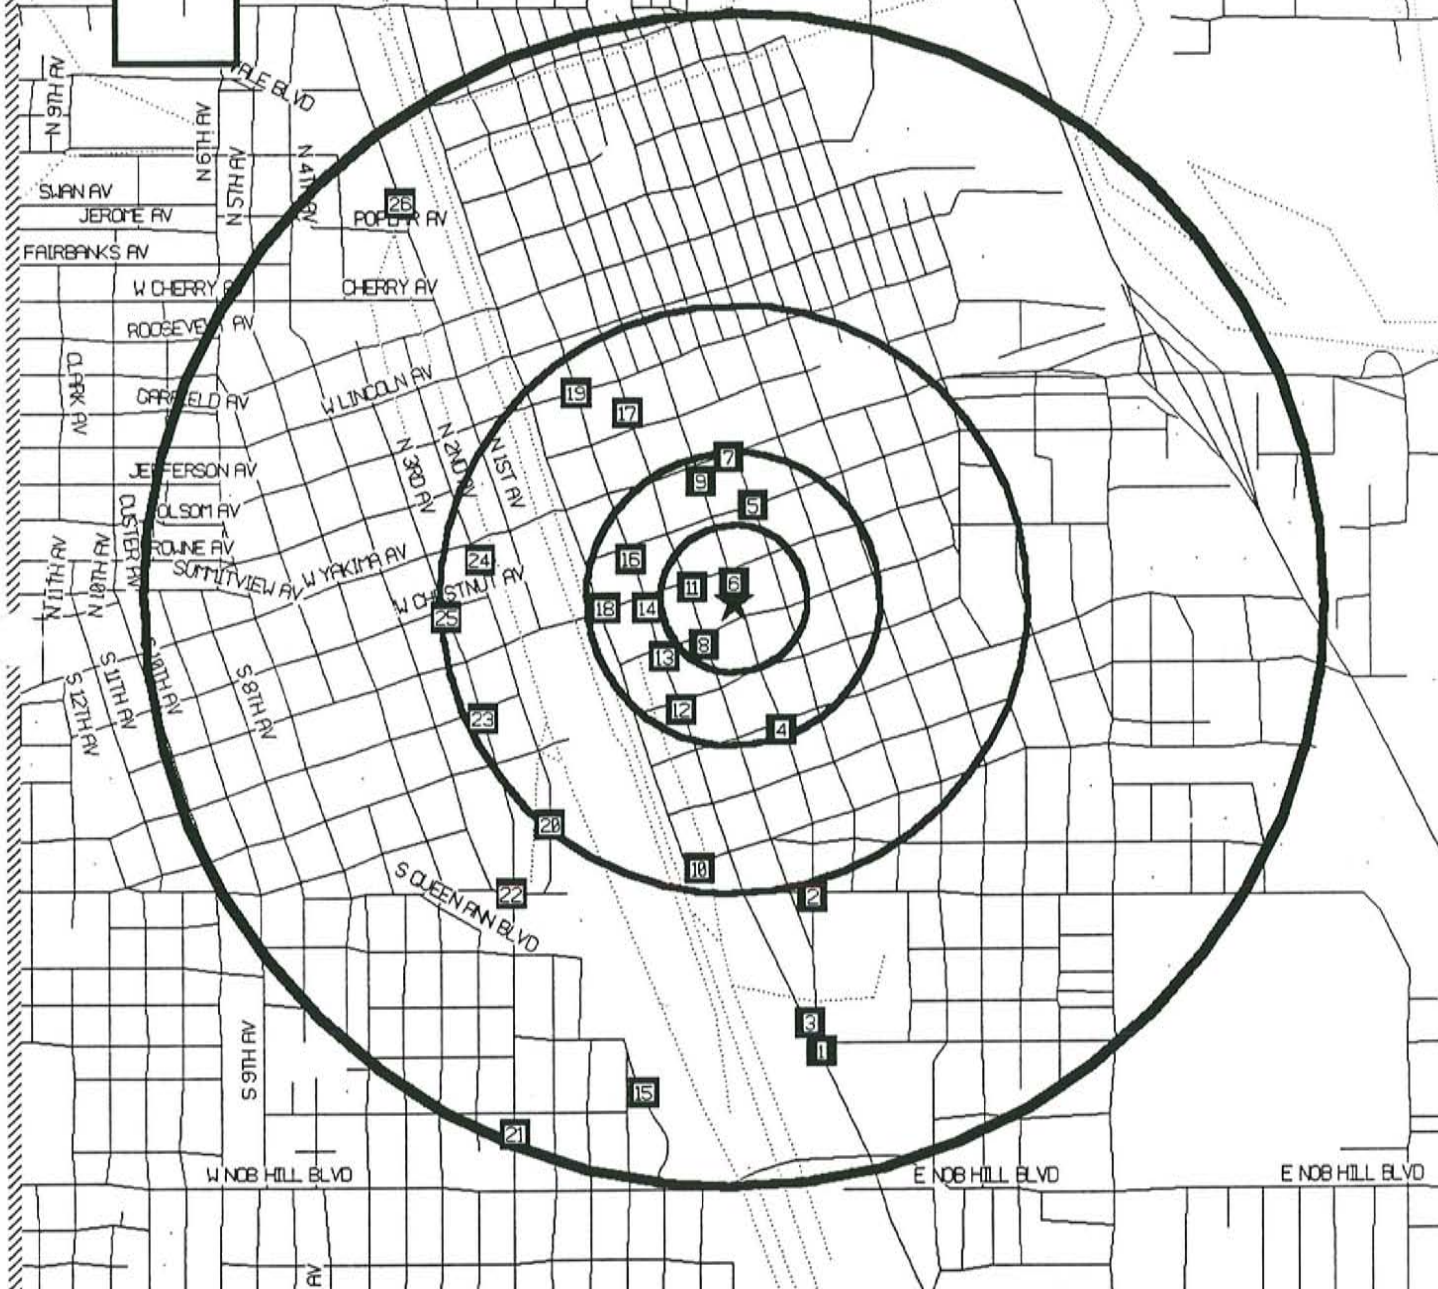 YALE BLVD
N 9TH AV
N 6TH AV
N 5TH AV
N 4TH AV
SWAN AV
26
JEROME AV
POPLAR AV
FAIRBANKS AV
W CHERRY AV
CHERRY AV
ROOSEVELT AV
CLARK AV
GARFIELD AV
W LINCOLN AV
19
17
N 3RD AV
N 2ND AV
N 1ST AV
7
JEFFERSON AV
9
5
CUSTER AV
OLSOM AV
ROWNE AV
SUMMITVIEW AV
W YAKIMA AV
24
16
W CHESTNUT AV
11
6
N 11TH AV
N 10TH AV
25
18
14
8
13
S 12TH AV
S 11TH AV
S 10TH AV
S 8TH AV
23
12
4
20
10
S QUEEN ANN BLVD
22
2
3
1
S 9TH AV
15
21
W NOB HILL BLVD
E NOB HILL BLVD
E NOB HILL BLVD
AV